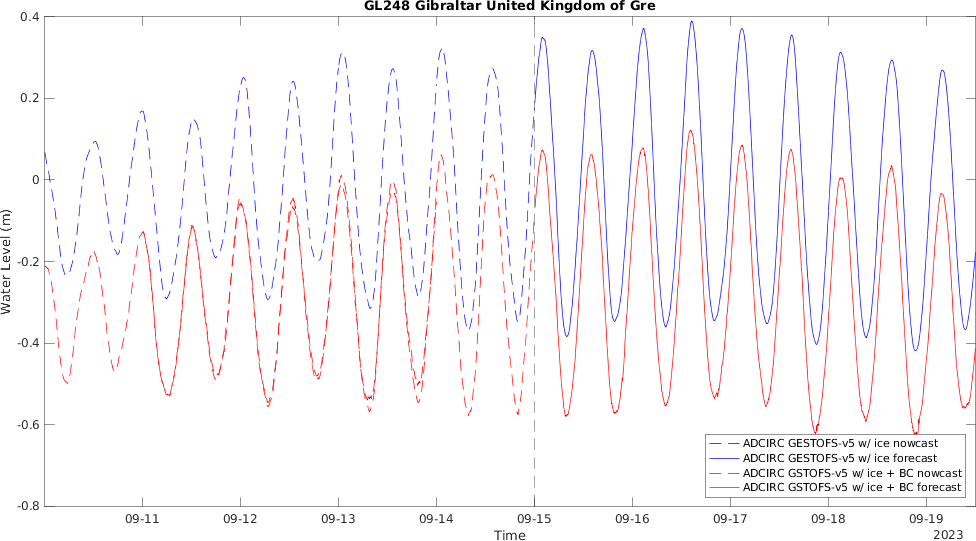 GL248 Gibraltar United Kingdom of Gre
0.4
0.2
0
-0.2
-0.4
-0.6
-0.8
Water Level (m)
09-11 09-12 09-13 09-14 09-15 09-16 09-17 09-18 09-19
Time
2023
ADCIRC GESTOFS-v5 w/ ice nowcast
ADCIRC GESTOFS-v5 w/ ice forecast
ADCIRC GSTOFS-v5 w/ ice + BC nowcast
ADCIRC GSTOFS-v5 w/ ice + BC forecast